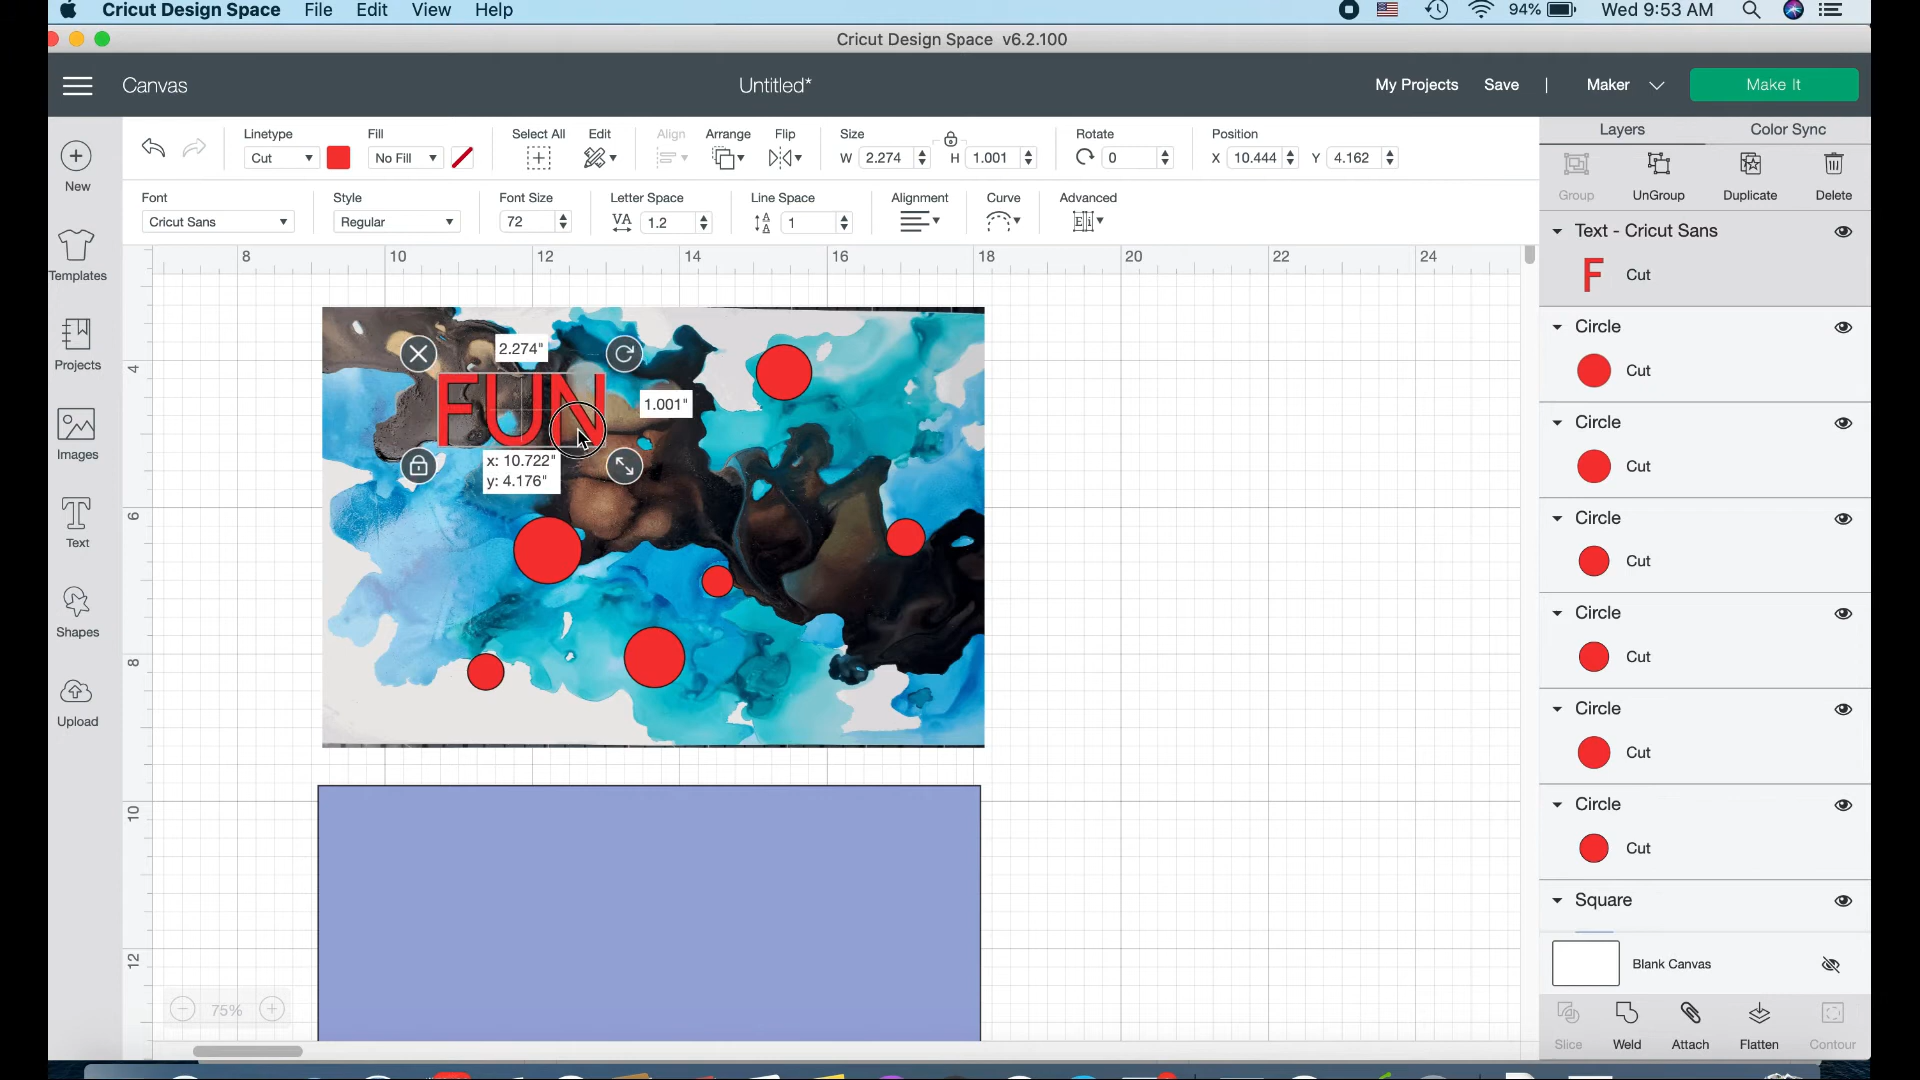 Cricut Design Space File Edit View Help 94% Wed 9:53 AM
Cricut Design Space v6.2.100
Canvas Untitled* My Projects Save | Maker Make It
Linetype Fill Select All Edit Align Arrange Flip Size Rotate Position
Cut No Fill W 2.274 H 1.001 0 X 10.444 Y 4.162
Font Style Font Size Letter Space Line Space Alignment Curve Advanced
Cricut Sans Regular 72 VA 1.2 1
New
Templates
Projects
Images
Text
Shapes
Upload
8 10 12 14 16 18 20 22 24
4
6
8
10
12
2.274"
FUN
1.001"
x: 10.722"
y: 4.176"
75%
Layers Color Sync
Group UnGroup Duplicate Delete
Text - Cricut Sans
F Cut
Circle
Cut
Circle
Cut
Circle
Cut
Circle
Cut
Circle
Cut
Circle
Cut
Square
Blank Canvas
Slice Weld Attach Flatten Contour